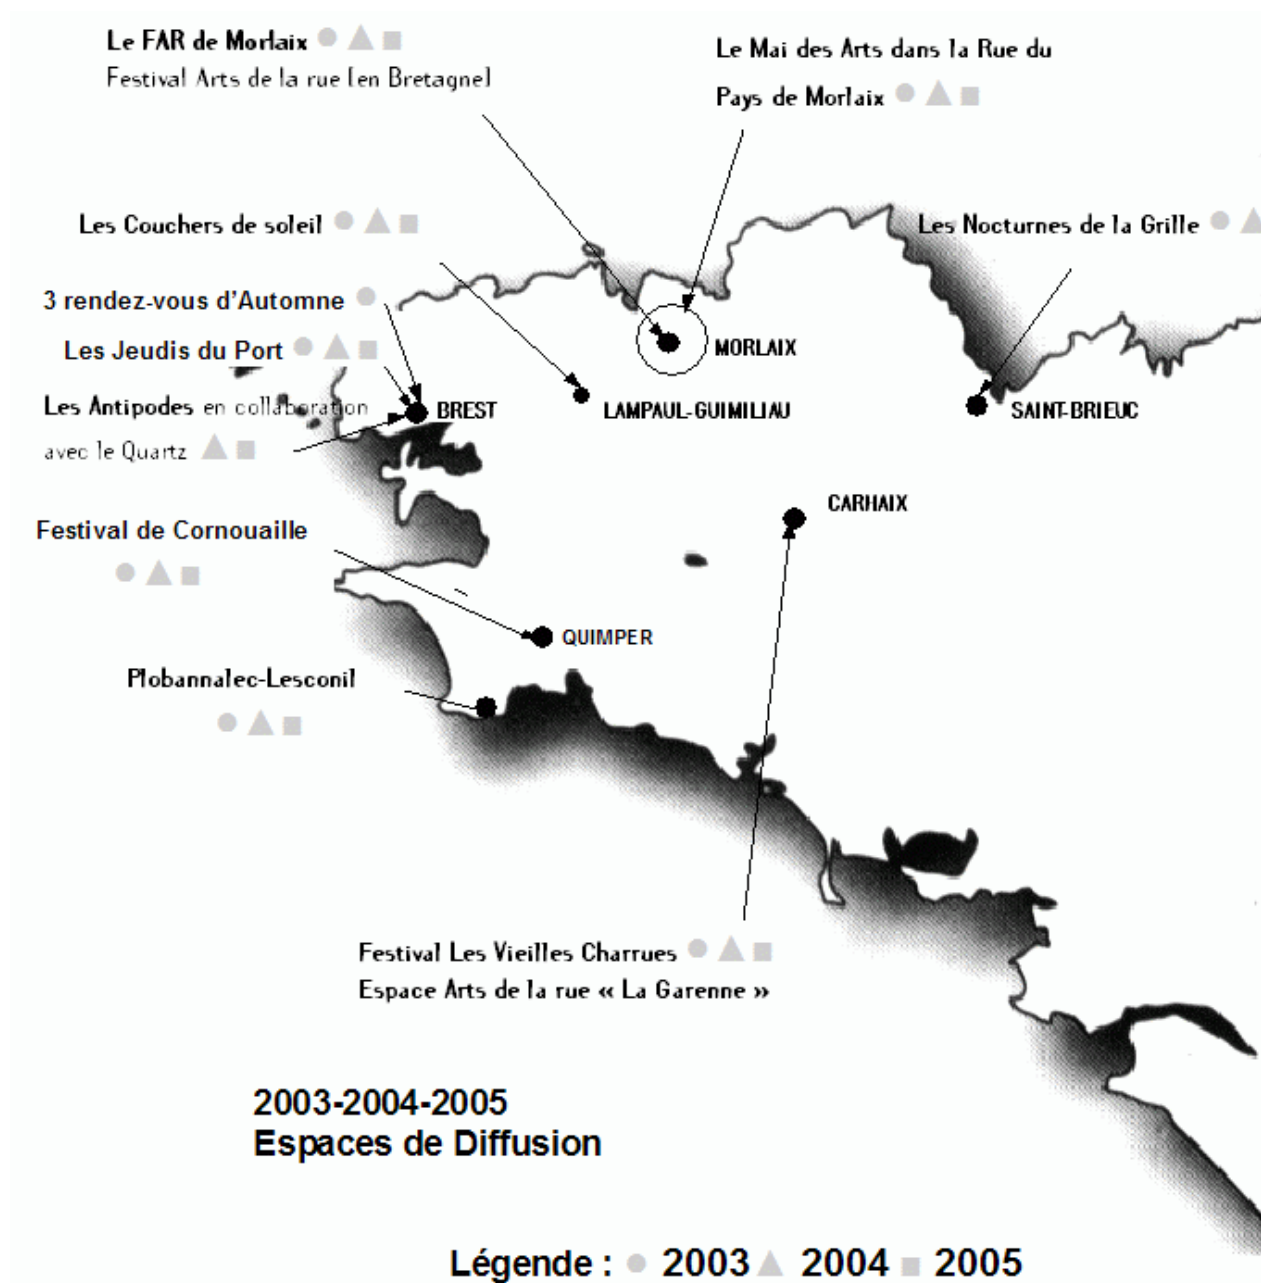 Le FAR de Morlaix
Festival Arts de la rue [en Bretagne]
Le Mai des Arts dans la Rue du
Pays de Morlaix
Les Couchers de soleil
Les Nocturnes de la Grille
3 rendez-vous d'Automne
Les Jeudis du Port
MORLAIX
Les Antipodes en collaboration
avec le Quartz
BREST
LAMPAUL-GUIMILIAU
SAINT-BRIEUC
CARHAIX
Festival de Cornouaille
QUIMPER
Plobannalec-Lesconil
Festival Les Vieilles Charrues
Espace Arts de la rue « La Garenne »
2003-2004-2005
Espaces de Diffusion
Légende : ● 2003 ▲ 2004 ■ 2005